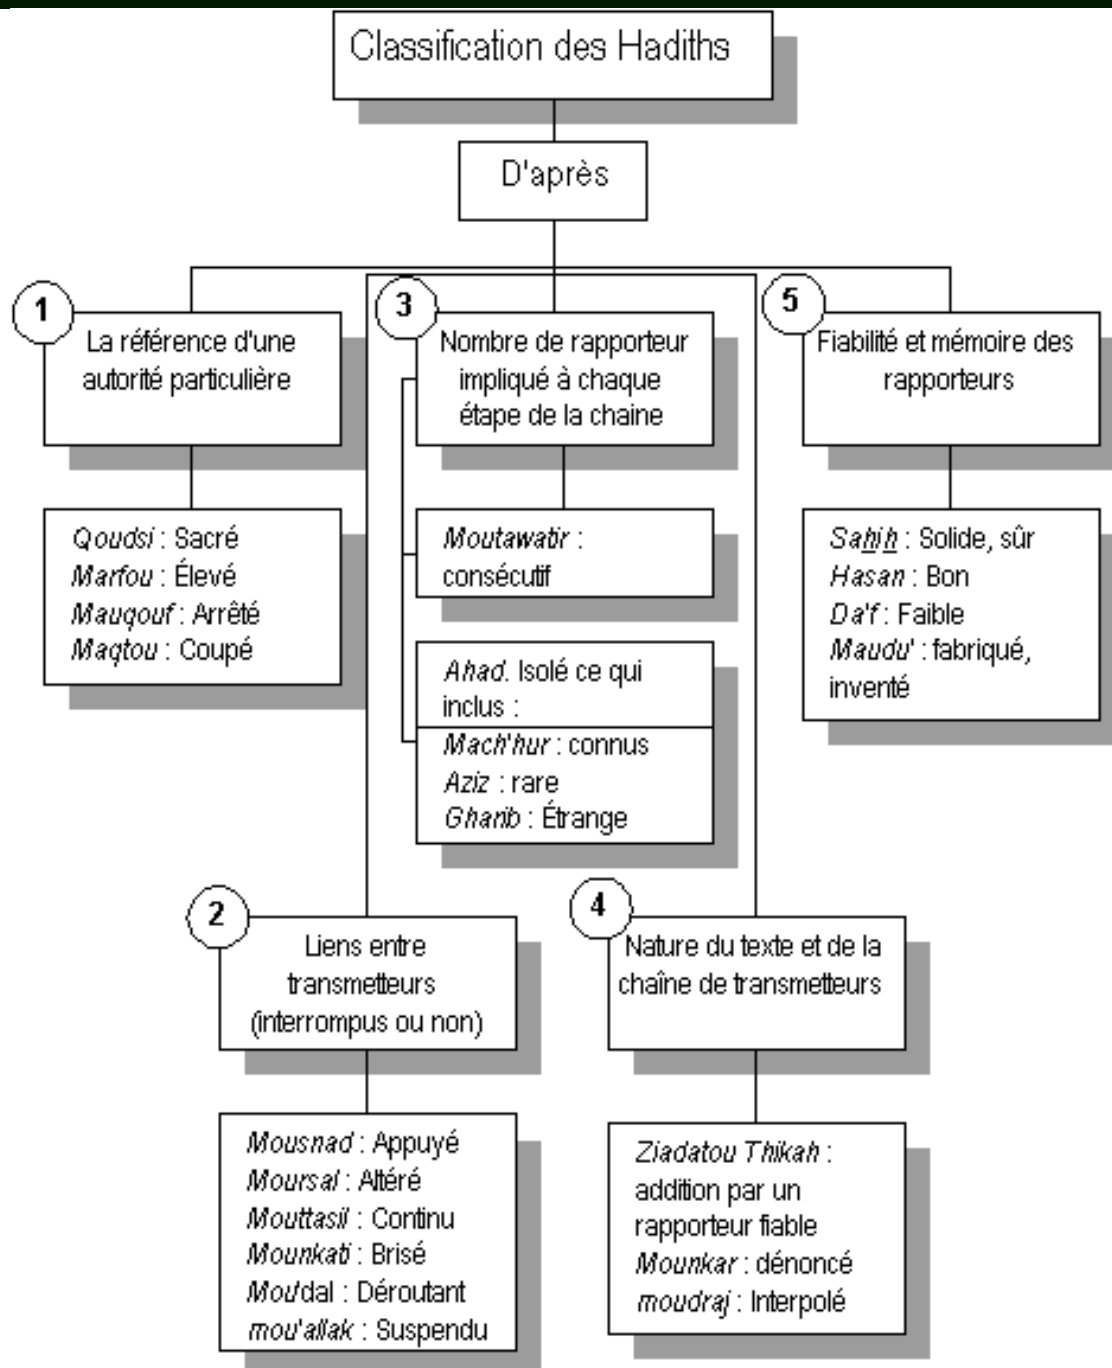 Classification des Hadiths
D'après
1
La référence d'une
autorité particulière
Qoudsi : Sacré
Marfou : Élevé
Mauqouf : Arrêté
Maqtou : Coupé
2
Liens entre
transmetteurs
(interrompus ou non)
Mousnad : Appuyé
Moursal : Altéré
Mouttasil : Continu
Mounkati : Brisé
Mou'dal : Déroutant
mou'allak : Suspendu
3
Nombre de rapporteur
impliqué à chaque
étape de la chaine
Moutawatir :
consécutif
Ahad. Isolé ce qui
inclus :
Mach'hur : connus
Aziz : rare
Gharib : Étrange
4
Nature du texte et de la
chaîne de transmetteurs
Ziadatou Thikah :
addition par un
rapporteur fiable
Mounkar : dénoncé
moudraj : Interpolé
5
Fiabilité et mémoire des
rapporteurs
Sahih : Solide, sûr
Hasan : Bon
Da'f : Faible
Maudu' : fabriqué,
inventé